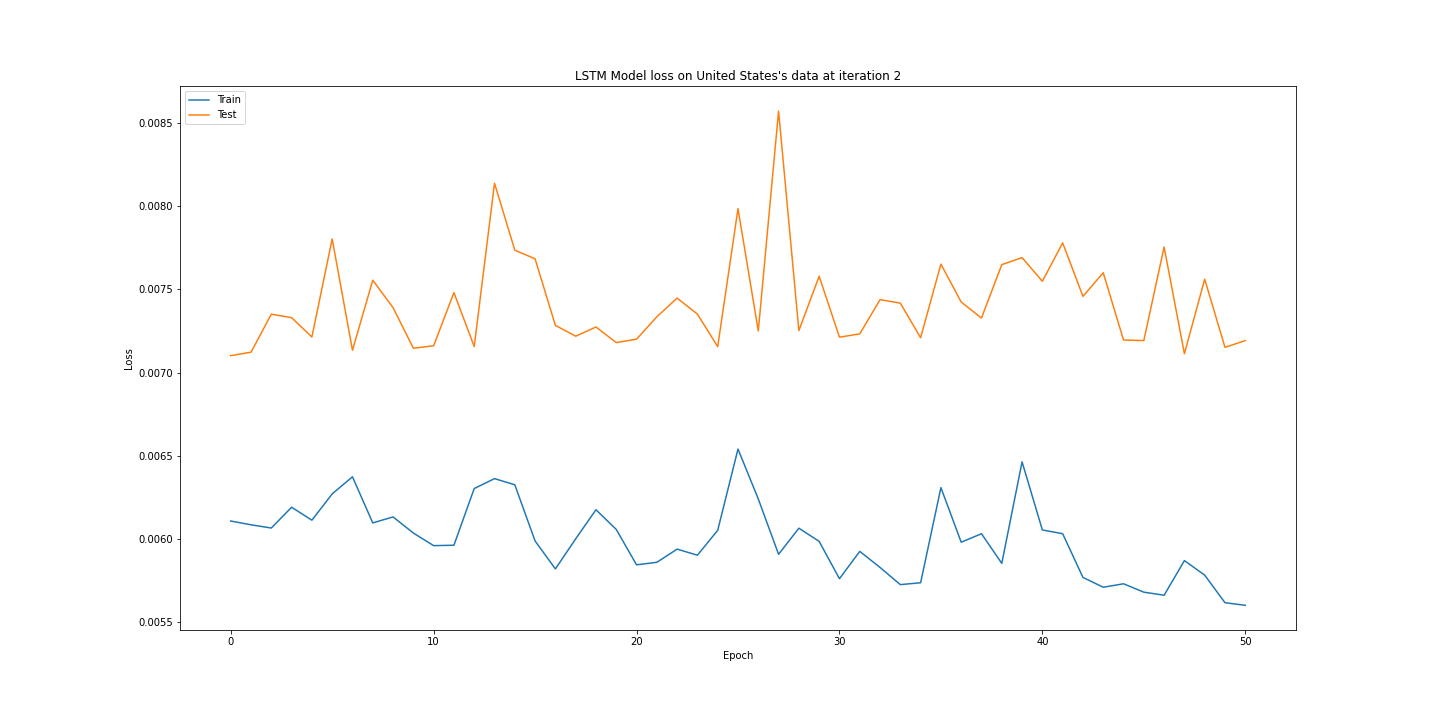 LSTM Model loss on United States's data at iteration 2
Train
Test
0.0085
0.0080
0.0075
0.0070
0.0065
0.0060
0.0055
Loss
0 10 20 30 40 50
Epoch